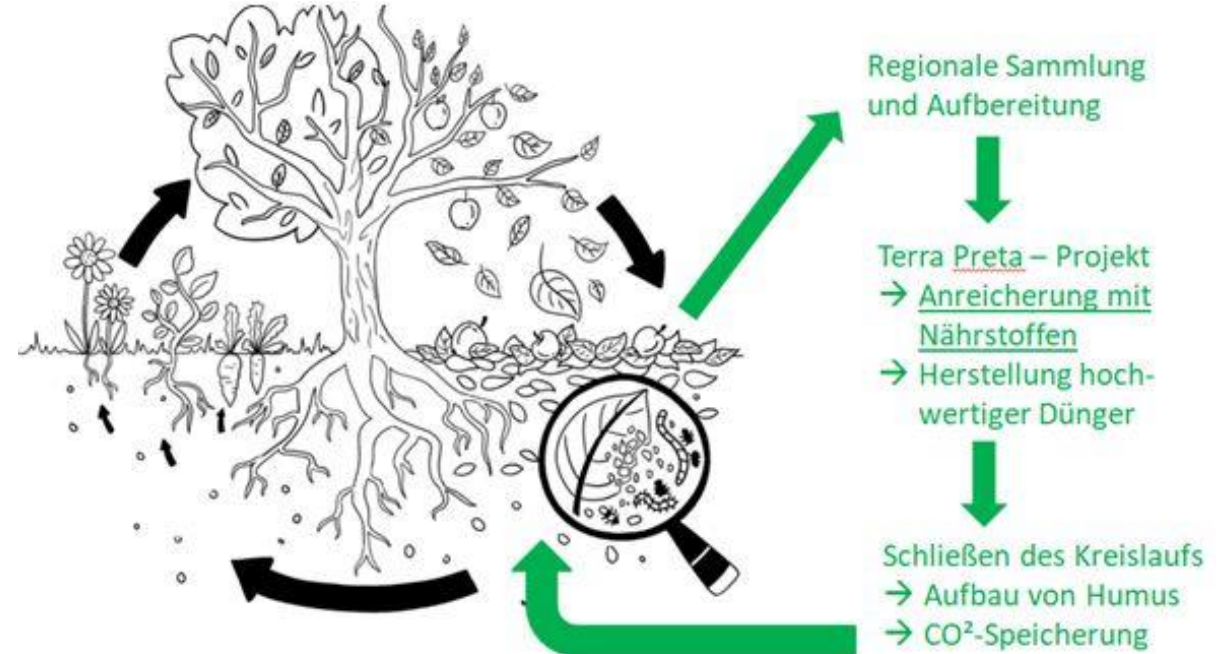 Regionale Sammlung
und Aufbereitung
Terra Preta – Projekt
→ Anreicherung mit
Nährstoffen
→ Herstellung hoch-
wertiger Dünger
Schließen des Kreislaufs
→ Aufbau von Humus
→ CO²-Speicherung